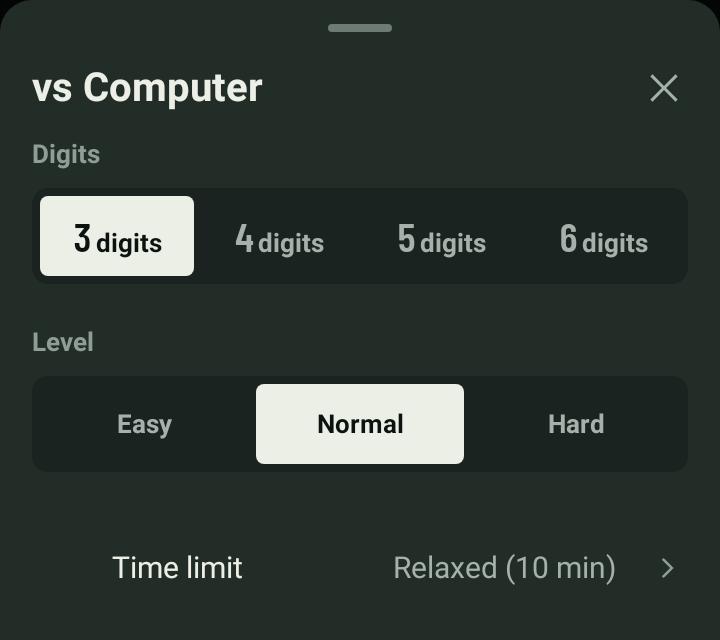 vs Computer
Digits
3 digits 4 digits 5 digits 6 digits
Level
Easy Normal Hard
Time limit Relaxed (10 min)